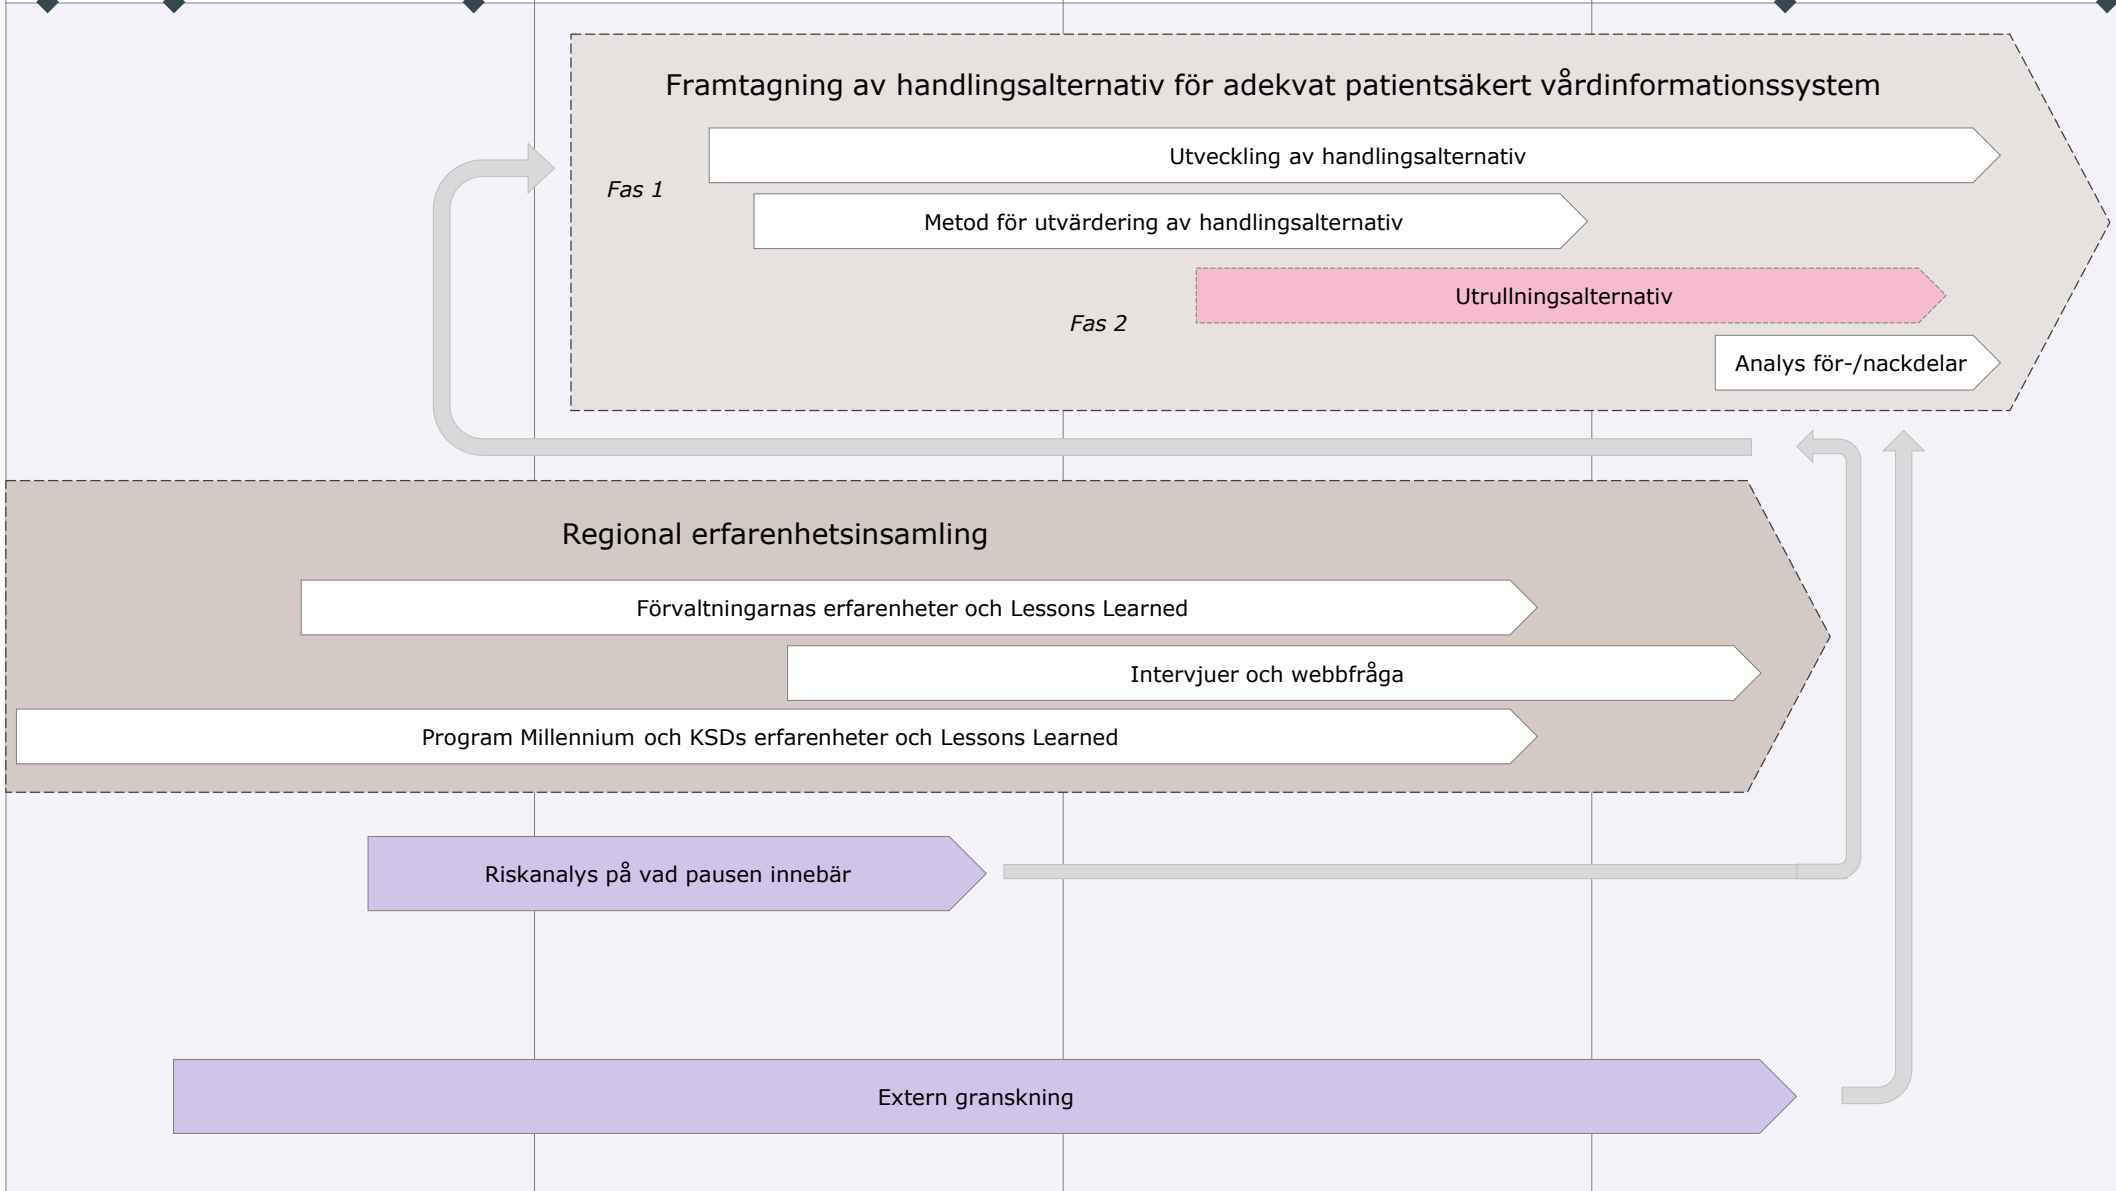 Framtagning av handlingsalternativ för adekvat patientsäkert vårdinformationssystem
Utveckling av handlingsalternativ
Fas 1
Metod för utvärdering av handlingsalternativ
Utrullningsalternativ
Fas 2
Analys för-/nackdelar
Regional erfarenhetsinsamling
Förvaltningarnas erfarenheter och Lessons Learned
Intervjuer och webbfråga
Program Millennium och KSDs erfarenheter och Lessons Learned
Riskanalys på vad pausen innebär
Extern granskning